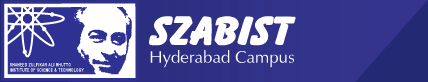 SZABIST
Hyderabad Campus
SHAHEED ZULFIKAR ALI BHUTTO
INSTITUTE OF SCIENCE & TECHNOLOGY